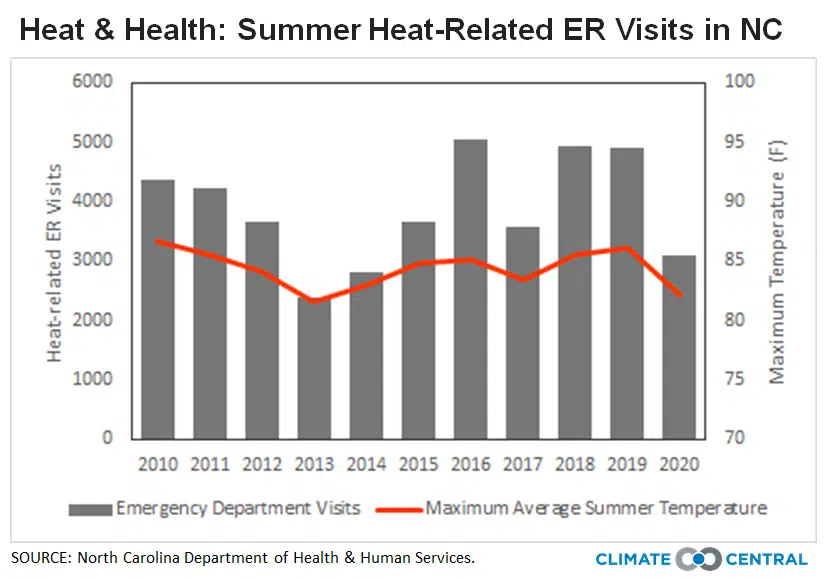 Heat & Health: Summer Heat-Related ER Visits in NC
6000
5000
4000
3000
2000
1000
0
Heat-related ER Visits
100
95
90
85
80
75
70
Maximum Temperature (F)
2010 2011 2012 2013 2014 2015 2016 2017 2018 2019 2020
Emergency Department Visits Maximum Average Summer Temperature
SOURCE: North Carolina Department of Health & Human Services.
CLIMATE CENTRAL